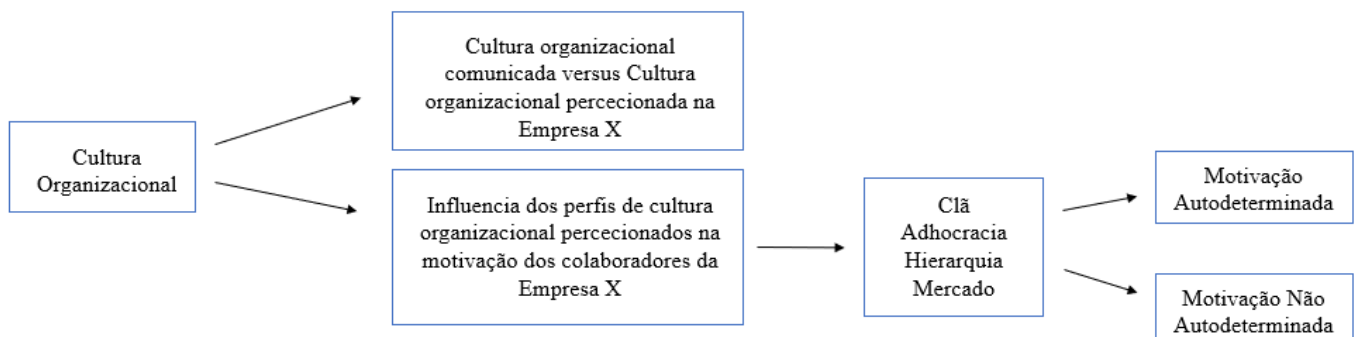 Cultura
Organizacional
Cultura organizacional
comunicada versus Cultura
organizacional percecionada na
Empresa X
Influencia dos perfis de cultura
organizacional percecionados na
motivação dos colaboradores da
Empresa X
Clã
Adhocracia
Hierarquia
Mercado
Motivação
Autodeterminada
Motivação Não
Autodeterminada